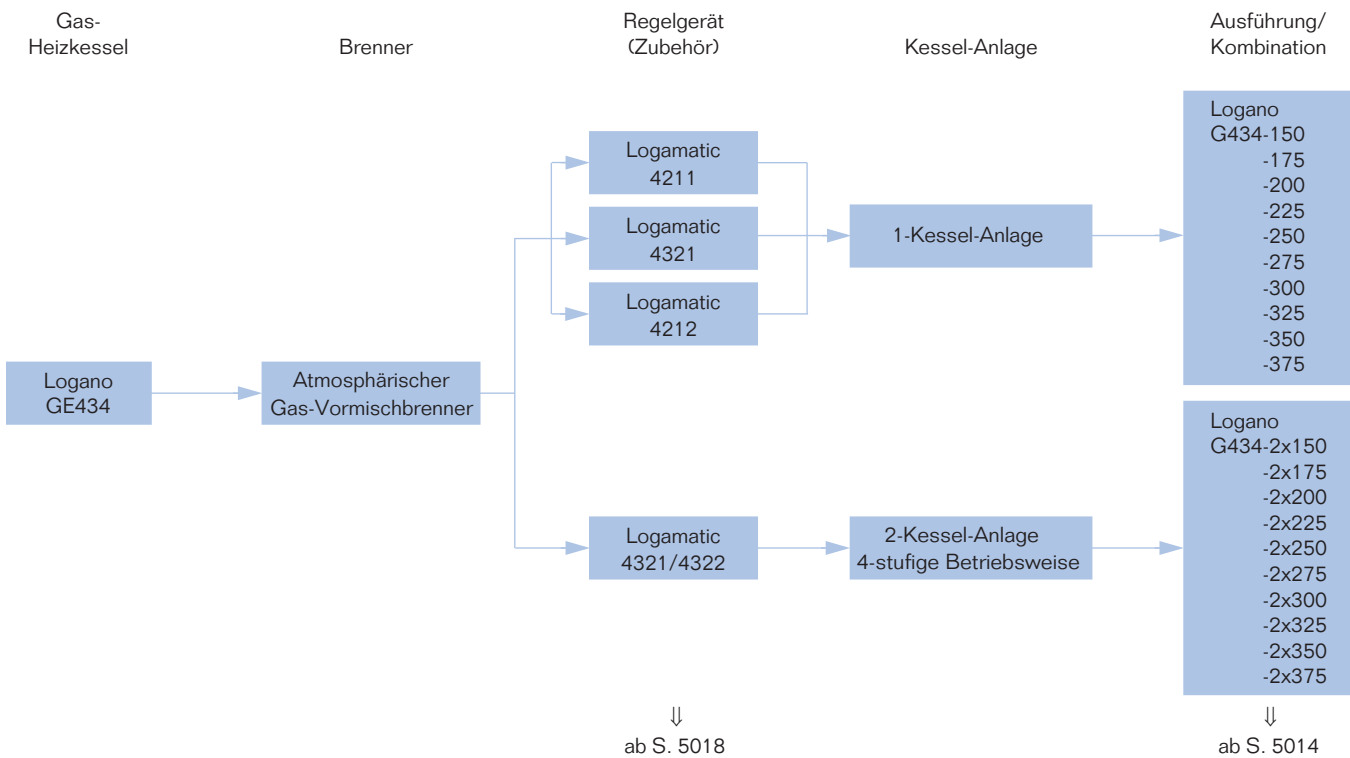 Gas-
Heizkessel
Brenner
Regelgerät
(Zubehör)
Kessel-Anlage
Ausführung/
Kombination
Logano
GE434
Atmosphärischer
Gas-Vormischbrenner
Logamatic
4211
Logamatic
4321
Logamatic
4212
1-Kessel-Anlage
Logano
G434-150
-175
-200
-225
-250
-275
-300
-325
-350
-375
Logamatic
4321/4322
2-Kessel-Anlage
4-stufige Betriebsweise
Logano
G434-2x150
-2x175
-2x200
-2x225
-2x250
-2x275
-2x300
-2x325
-2x350
-2x375
⇓
ab S. 5018
⇓
ab S. 5014